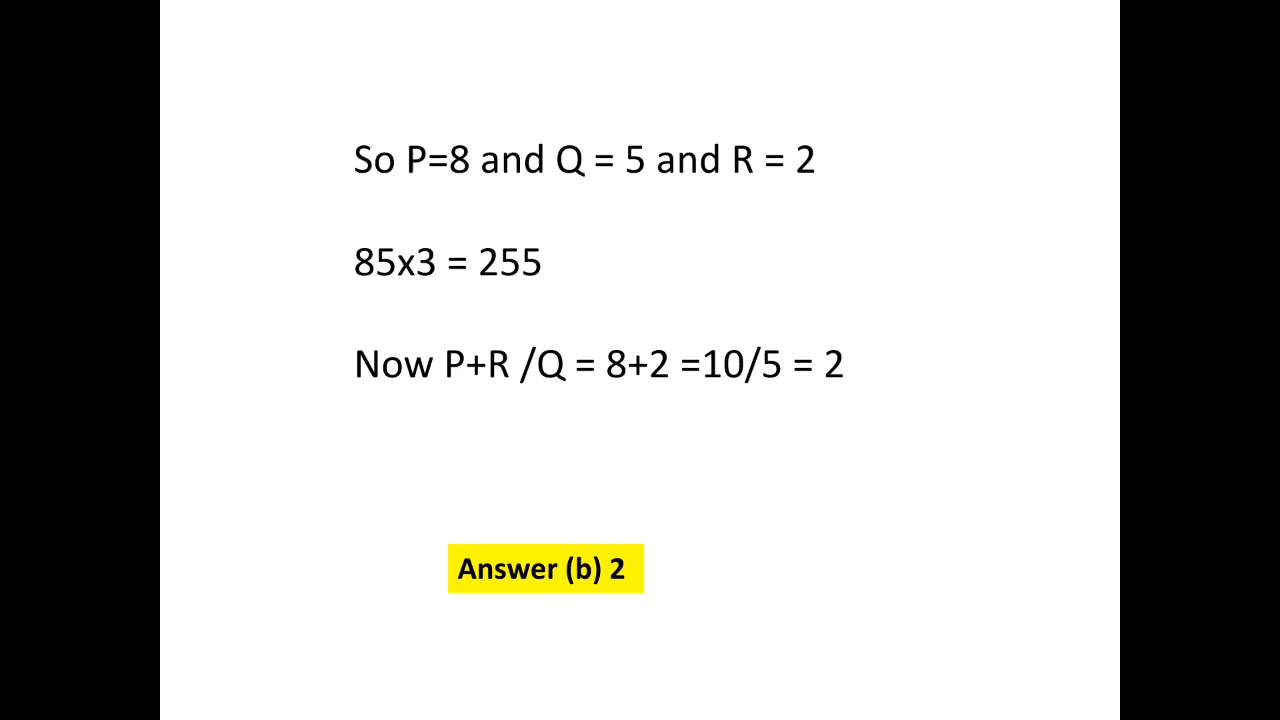 So P=8 and Q = 5 and R = 2
85x3 = 255
Now P+R /Q = 8+2 =10/5 = 2
Answer (b) 2